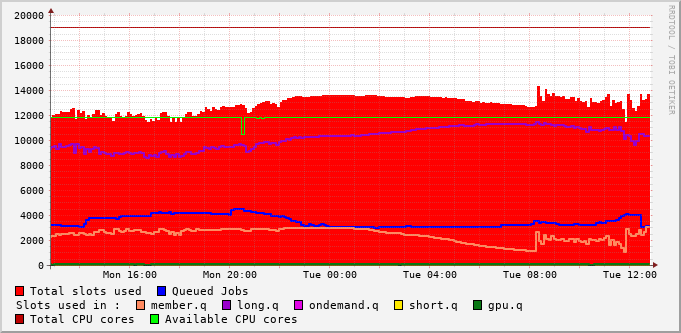 RRDTOOL / TOBI OETIKER
20000
18000
16000
14000
12000
10000
8000
6000
4000
2000
0
Mon 16:00 Mon 20:00 Tue 00:00 Tue 04:00 Tue 08:00 Tue 12:00
Total slots used Queued Jobs
Slots used in : member.q long.q ondemand.q short.q gpu.q
Total CPU cores Available CPU cores